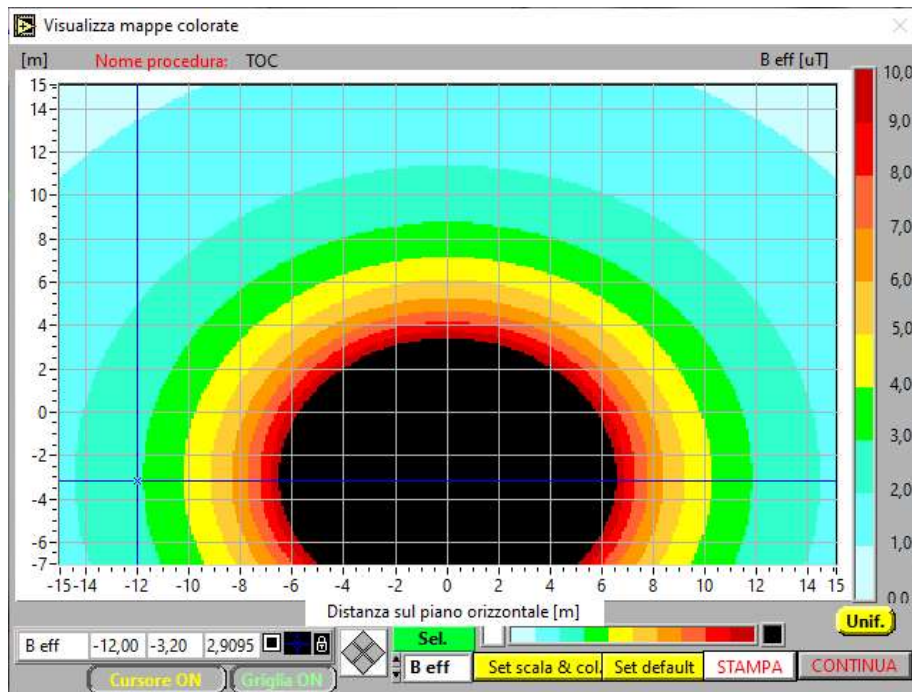 Visualizza mappe colorate
[m] Nome procedura: TOC B eff [uT]
15
14
12
10
8
6
4
2
0
-2
-4
-6
-7
-15 -14 -12 -10 -8 -6 -4 -2 0 2 4 6 8 10 12 14 15
10,0
9,0
8,0
7,0
6,0
5,0
4,0
3,0
2,0
1,0
0,0
Distanza sul piano orizzontale [m]
Unif.
B eff -12,00 -3,20 2,9095
Sel.
B eff
Set scala & col. Set default STAMPA CONTINUA
Cursore ON Griglia ON